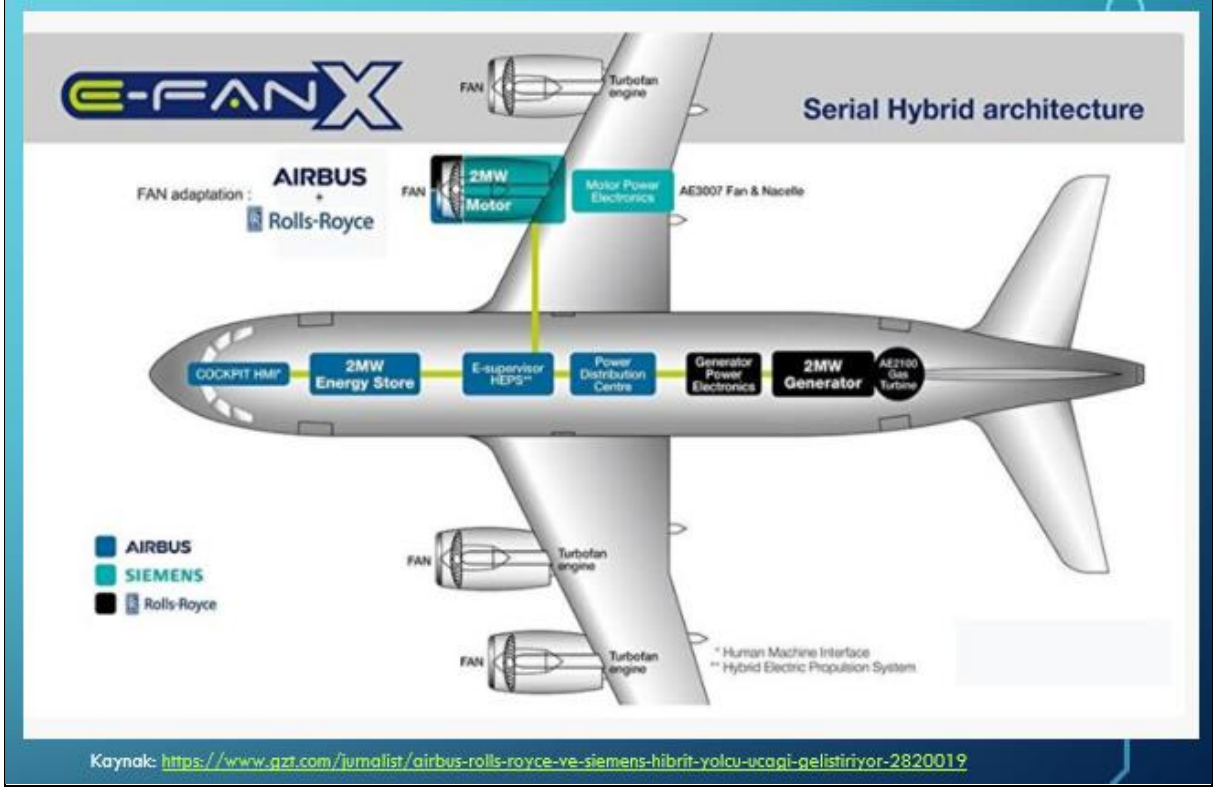 E-FAN X
Serial Hybrid architecture
FAN
Turbofan
engine
FAN adaptation :
AIRBUS
+
Rolls-Royce
FAN
2MW
Motor
Motor Power
Electronics
AE3007 Fan & Nacelle
COCKPIT HMI*
2MW
Energy Store
E-supervisor
HEPS**
Power
Distribution
Centre
Generator
Power
Electronics
2MW
Generator
AE2100
Gas
Turbine
AIRBUS
SIEMENS
Rolls-Royce
FAN
Turbofan
engine
FAN
Turbofan
engine
* Human Machine Interface
** Hybrid Electric Propulsion System
Kaynak: https://www.gzt.com/jurnalist/airbus-rolls-royce-ve-siemens-hibrit-yolcu-ucagi-gelistiriyor-2820019